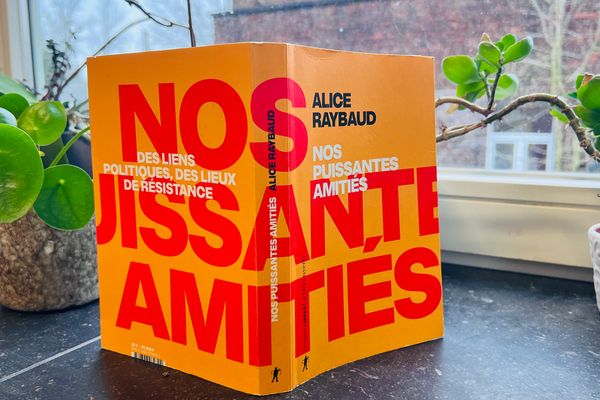 NOS
UISSANTE
AMITIÉS
DES LIENS
POLITIQUES, DES LIEUX
DE RÉSISTANCE
NOS PUISSANTES AMITIÉS ALICE RAYBAUD
ALICE
RAYBAUD
NOS
PUISSANTES
AMITIÉS